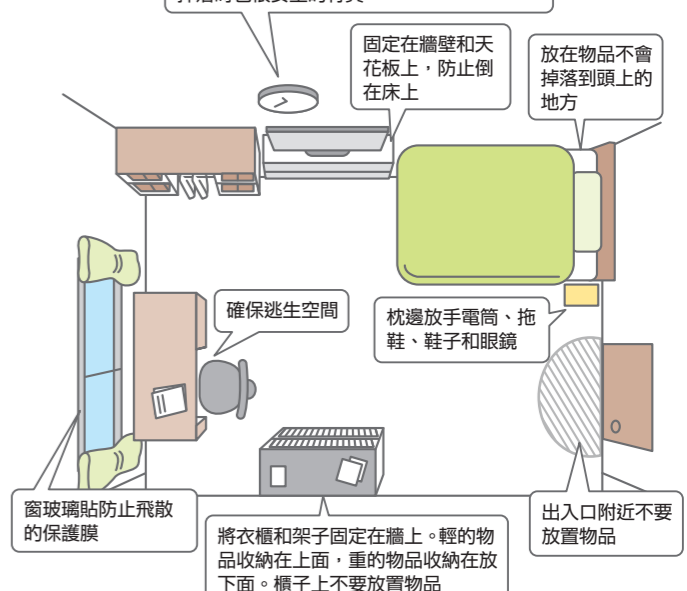 固定在牆壁和天
花板上，防止倒
在床上
放在物品不會
掉落到頭上的
地方
確保逃生空間
枕邊放手電筒、拖
鞋、鞋子和眼鏡
窗玻璃貼防止飛散
的保護膜
將衣櫃和架子固定在牆上。輕的物
品收納在上面，重的物品收納在放
下面。櫃子上不要放置物品
出入口附近不要
放置物品